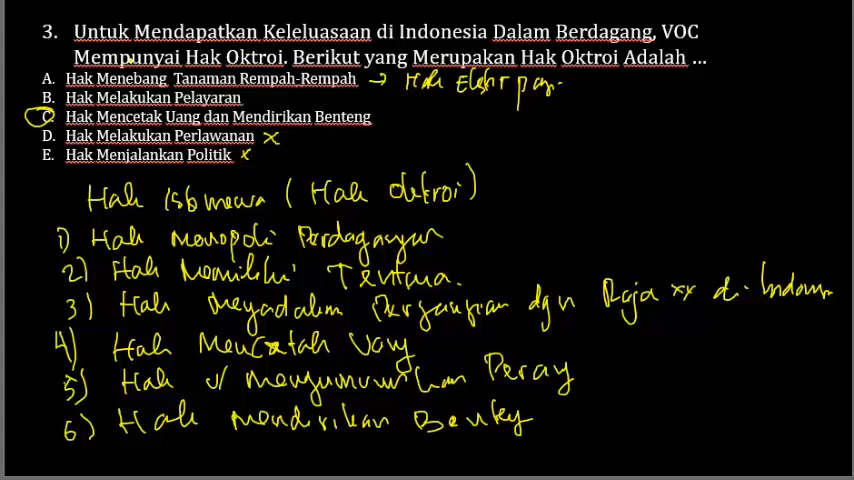 3. Untuk Mendapatkan Keleluasaan di Indonesia Dalam Berdagang, VOC
Mempunyai Hak Oktroi. Berikut yang Merupakan Hak Oktroi Adalah ...
A. Hak Menebang Tanaman Rempah-Rempah → Hak
B. Hak Melakukan Pelayaran
C. Hak Mencetak Uang dan Mendirikan Benteng
D. Hak Melakukan Perlawanan x
E. Hak Menjalankan Politik x
Hak Istimewa (Hak Oktroi)
1) Hak Monopoli Perdagangan
2) Hak Memiliki Tentara.
3) Hak Mengadakan Perjanjian dgn Raja xx di Indon
4) Hak Mencetak Uang
5) Hak u/ mengumumkan Perang
6) Hak mendirikan Benteng